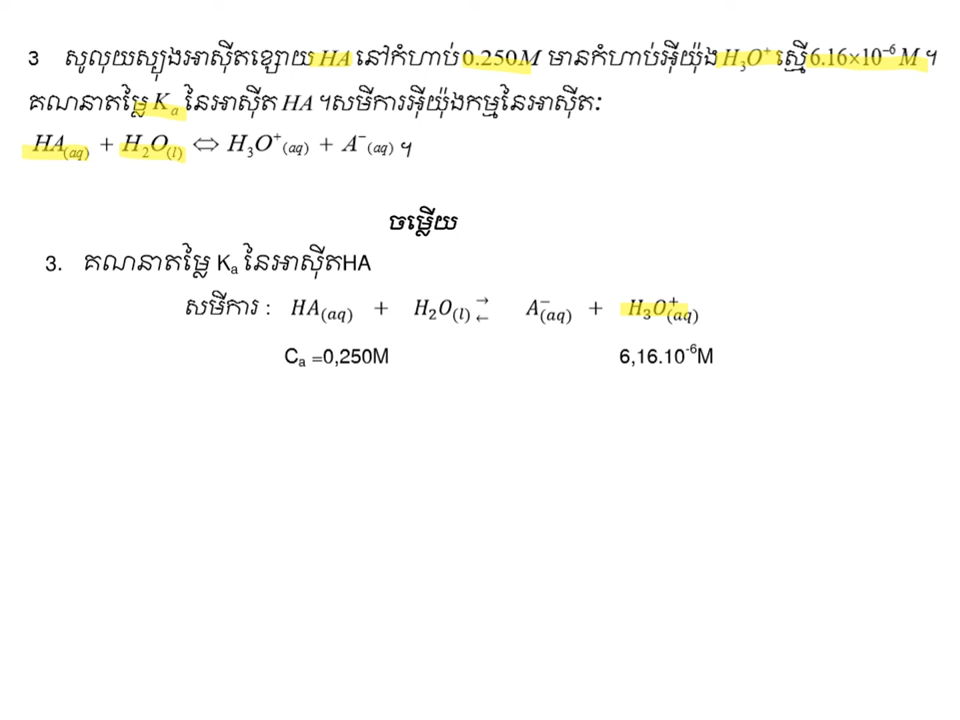 3 សូលុយស្យុងអាស៊ីតខ្សោយ HA នៅកំហាប់ 0.250M មានកំហាប់អ៊ីយ៉ុង H₃O⁺ ស្មើ 6.16×10⁻⁶ M ។
គណនាតម្លៃ Kₐ នៃអាស៊ីត HA ។សមីការអ៊ីយ៉ុងកម្មនៃអាស៊ីតៈ
HA(aq) + H₂O(l) ⇔ H₃O⁺(aq) + A⁻(aq) ។
ចម្លើយ
3. គណនាតម្លៃ Kₐ នៃអាស៊ីតHA
សមីការ : HA(aq) + H₂O(l) ⇄ A⁻(aq) + H₃O⁺(aq)
Cₐ =0,250M 6,16.10⁻⁶M